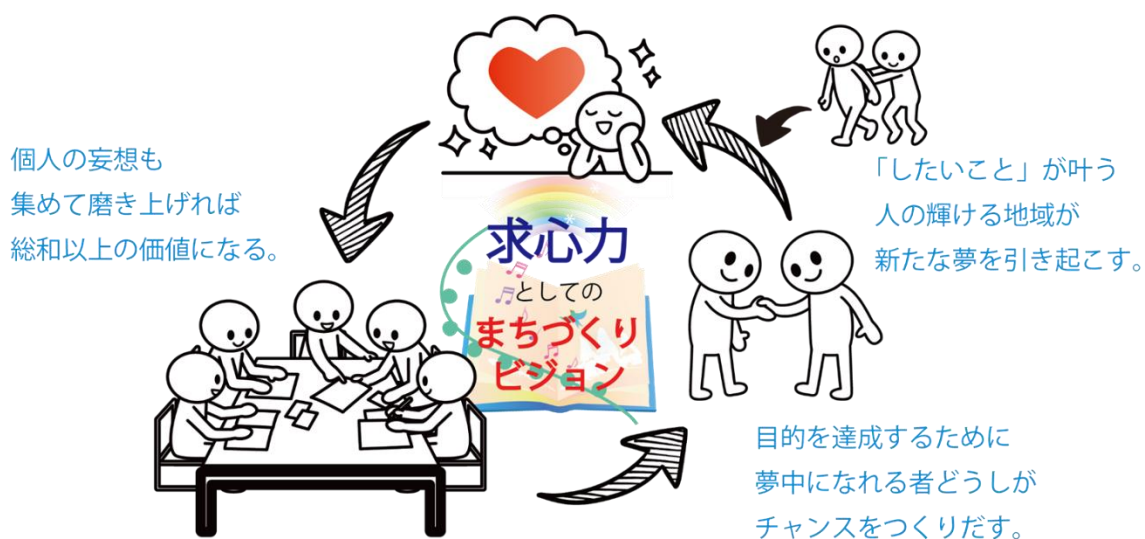 個人の妄想も
集めて磨き上げれば
総和以上の価値になる。
求心力
としての
まちづくり
ビジョン
「したいこと」が叶う
人の輝ける地域が
新たな夢を引き起こす。
目的を達成するために
夢中になれる者どうしが
チャンスをつくりだす。